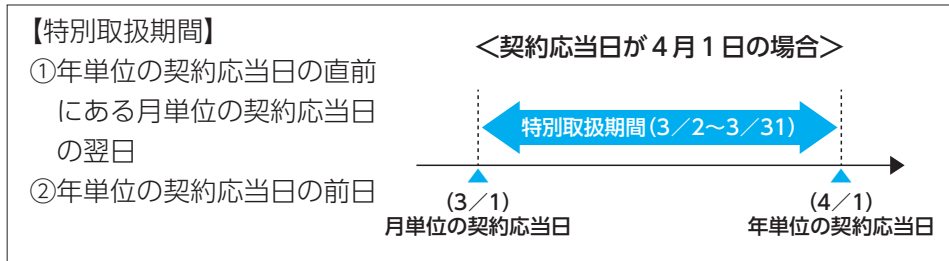 【特別取扱期間】
①年単位の契約応当日の直前
にある月単位の契約応当日
の翌日
②年単位の契約応当日の前日
＜契約応当日が４月１日の場合＞
特別取扱期間(3／2～3／31)
(3／1)
月単位の契約応当日
(4／1)
年単位の契約応当日